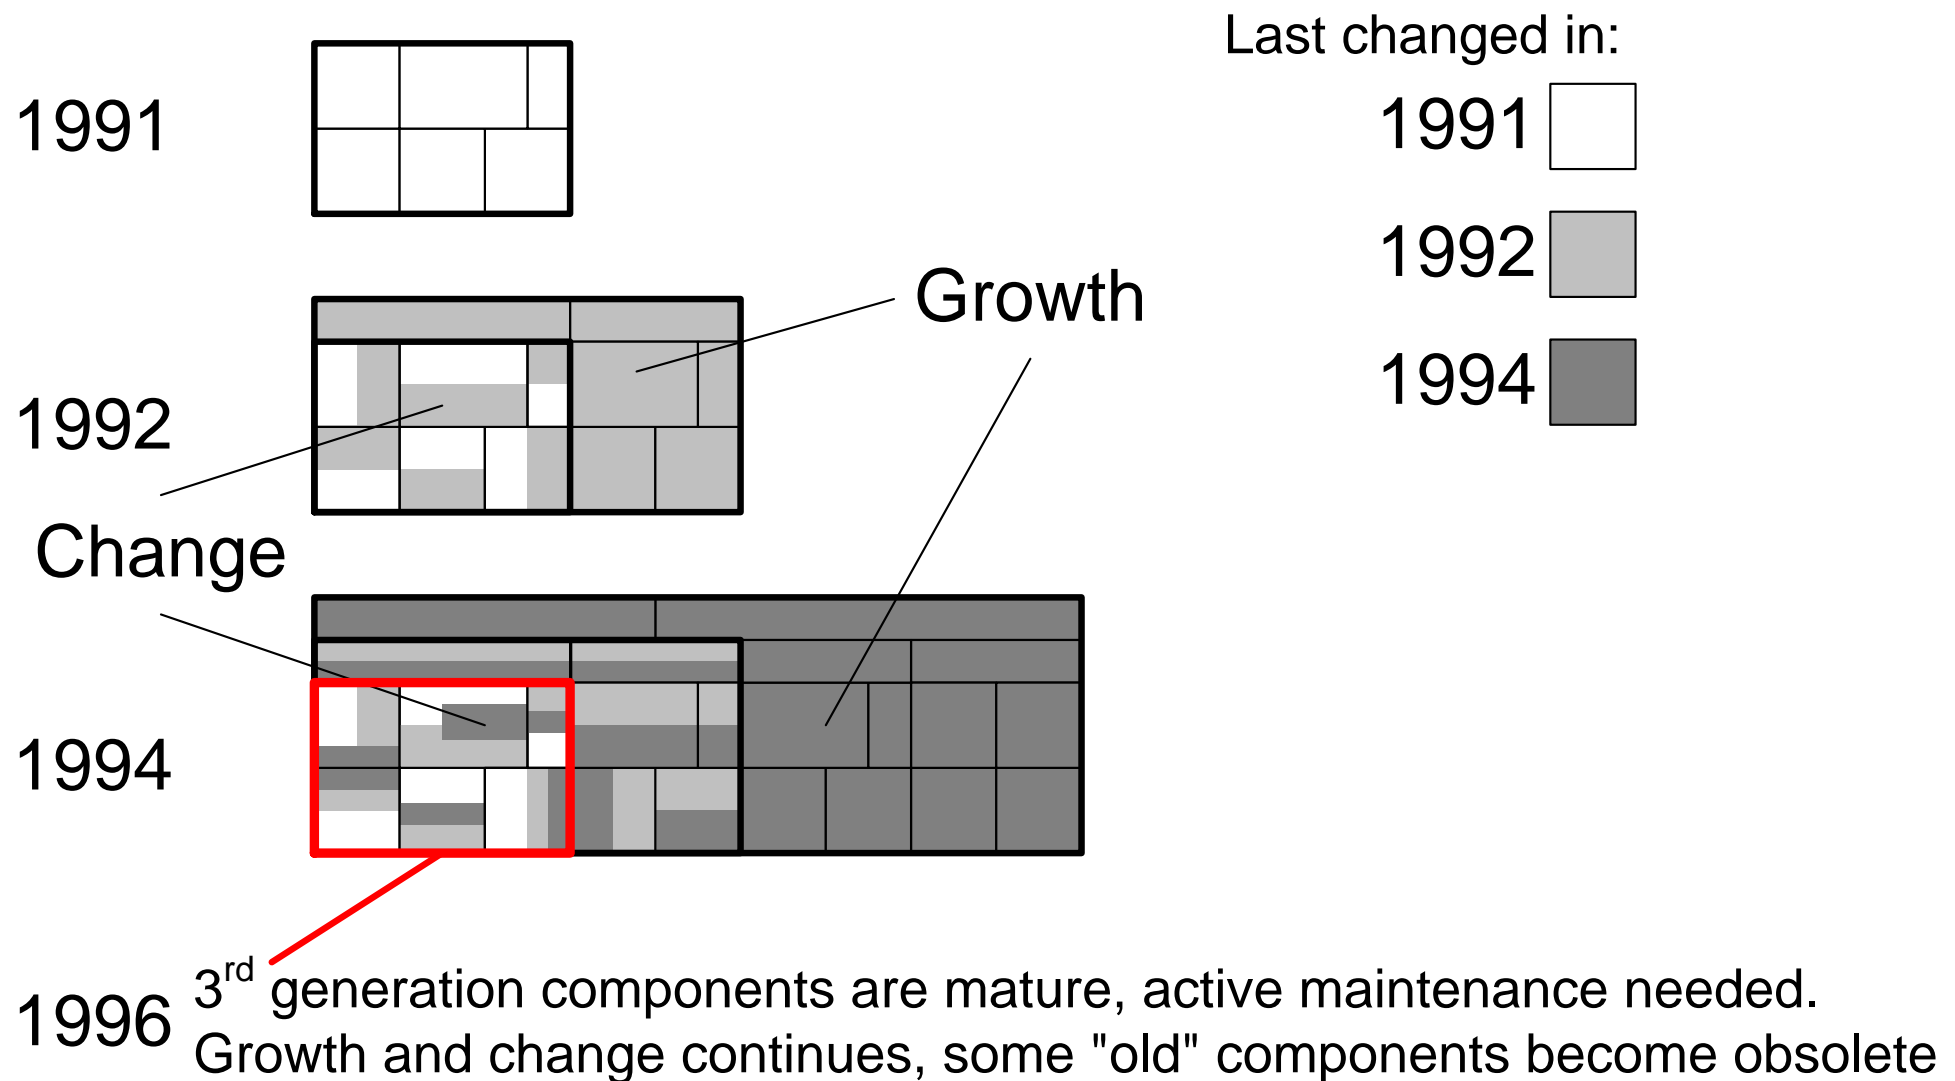 Last changed in:
1991
1991
1992
Growth
1994
1992
Change
1994
3rd generation components are mature, active maintenance needed.
1996
Growth and change continues, some "old" components become obsolete